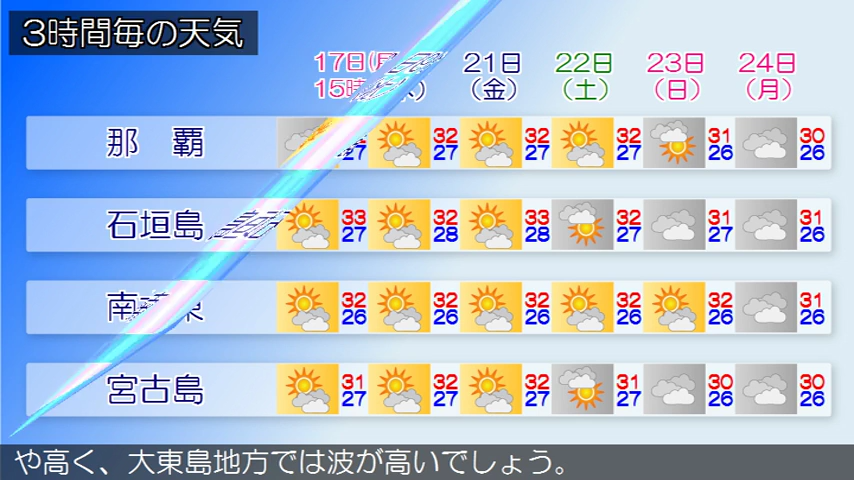 3時間毎の天気
17日 21日 22日 23日 24日
15時 (金) (土) (日) (月)
那覇 27 32 27 32 27 32 27 31 26 30 26
石垣島 33 27 32 28 33 28 32 27 31 27 31 26
南 32 26 32 26 32 26 32 26 32 26 31 26
宮古島 31 27 32 27 32 27 31 27 30 26 30 26
や高く、大東島地方では波が高いでしょう。